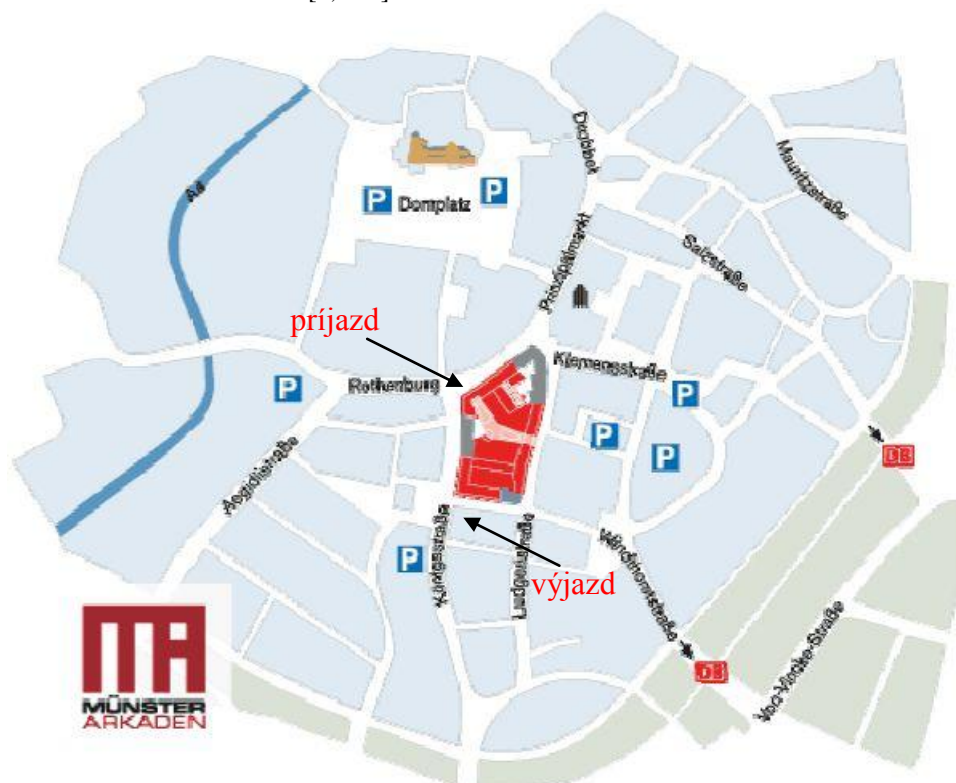 Domplatz
P
P
Drubbel
Mauritzstraße
Salzstraße
Prinzipalmarkt
Aa
príjazd
Klemensstraße
Rothenburg
P
P
P
P
DB
Aegidiistraße
Königsstraße
Ludgeristraße
Windthorststraße
P
výjazd
DB
Von-Vincke-Straße
MÜNSTER
ARKADEN